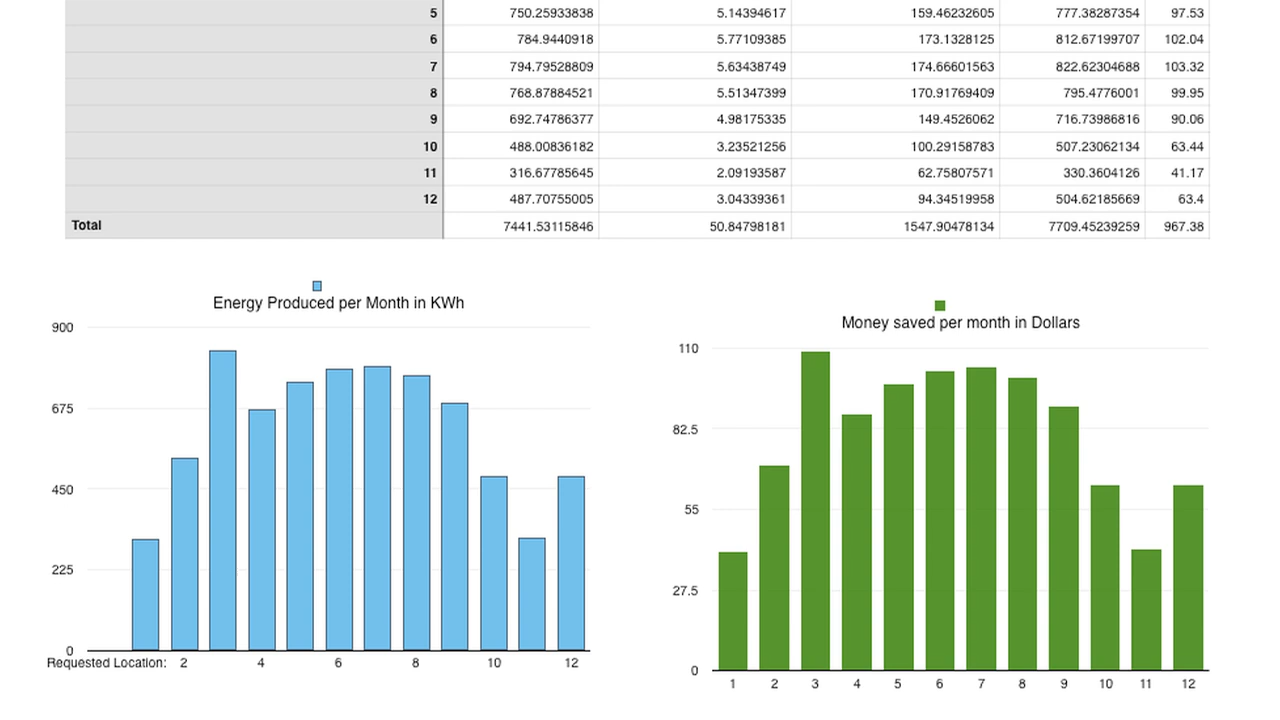 5 750.25933838 5.14394617 159.46232605 777.38287354 97.53
6 784.9440918 5.77109385 173.1328125 812.67199707 102.04
7 794.79528809 5.63438749 174.66601563 822.62304688 103.32
8 768.87884521 5.51347399 170.91769409 795.4776001 99.95
9 692.74786377 4.98175335 149.4526062 716.73986816 90.06
10 488.00836182 3.23521256 100.29158783 507.23062134 63.44
11 316.67785645 2.09193587 62.75807571 330.3604126 41.17
12 487.70755005 3.04339361 94.34519958 504.62185669 63.4
Total 7441.53115846 50.84798181 1547.90478134 7709.45239259 967.38
Energy Produced per Month in KWh
900
675
450
225
0
Requested Location: 2 4 6 8 10 12
Money saved per month in Dollars
110
82.5
55
27.5
0
1 2 3 4 5 6 7 8 9 10 11 12